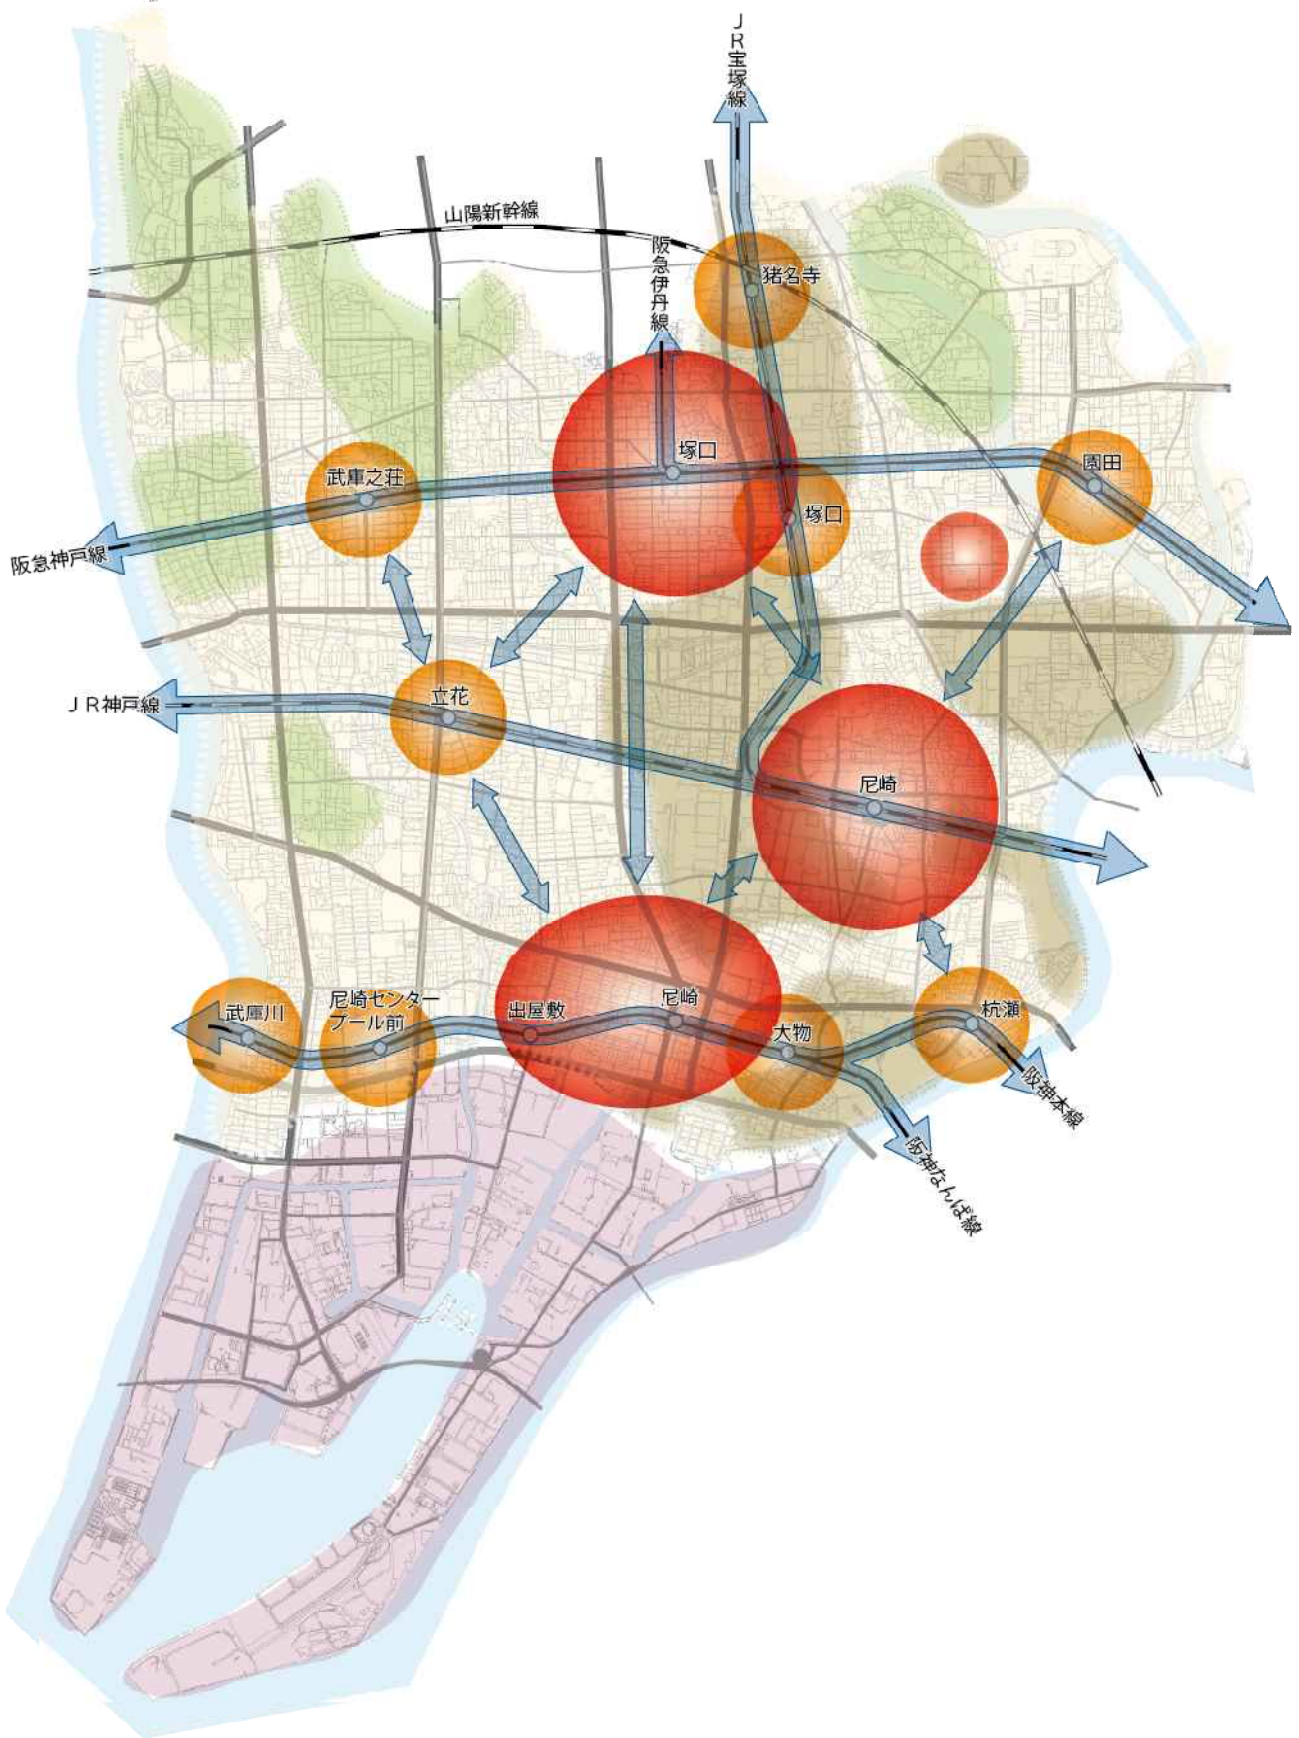 JR宝塚線
山陽新幹線
阪急伊丹線
猪名寺
塚口
武庫之荘
園田
塚口
阪急神戸線
立花
JR神戸線
尼崎
尼崎センター
プール前
武庫川
出屋敷
尼崎
大物
杭瀬
阪神本線
阪神なんば線